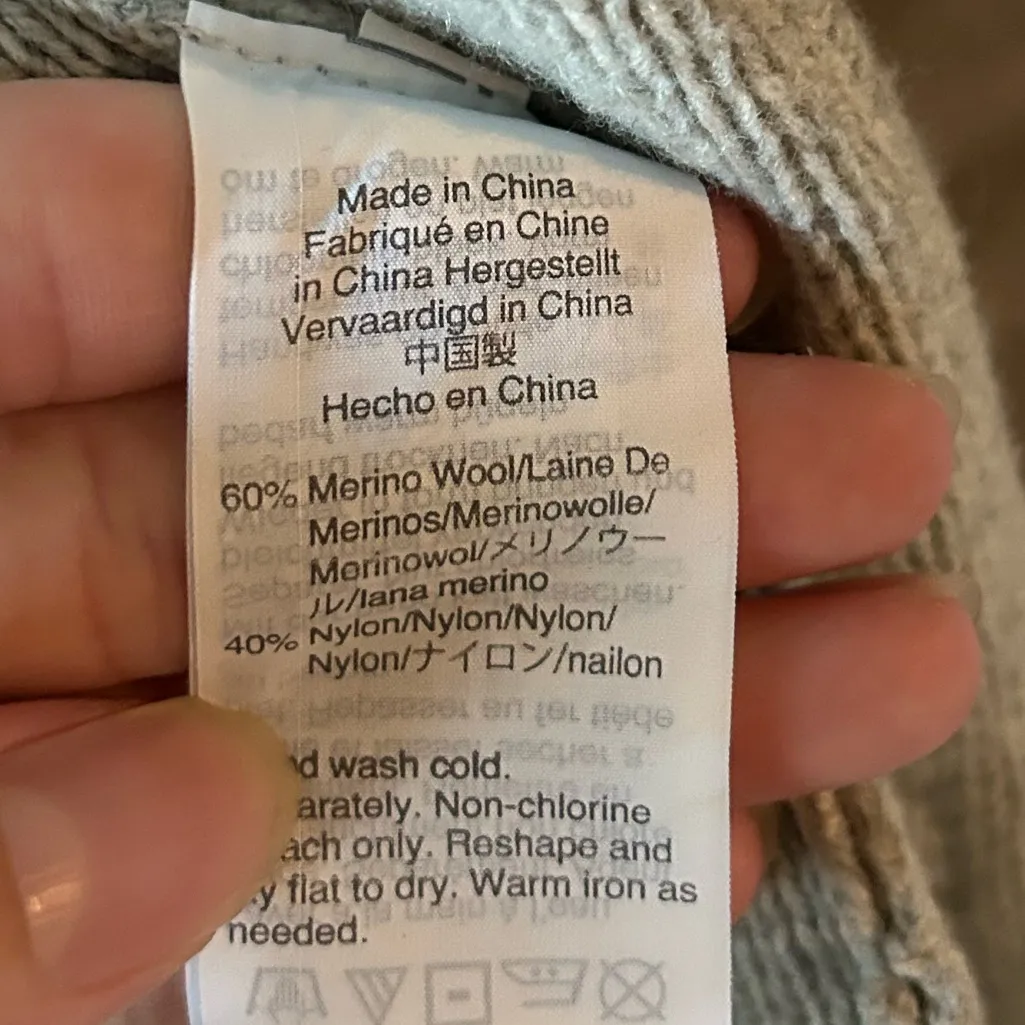 Made in China
Fabriqué en Chine
in China Hergestellt
Vervaardigd in China
中国製
Hecho en China
60% Merino Wool/Laine De
Merinos/Merinowolle/
Merinowol/メリノウー
ル/lana merino
40% Nylon/Nylon/Nylon/
Nylon/ナイロン/nailon
d wash cold.
arately. Non-chlorine
ach only. Reshape and
y flat to dry. Warm iron as
needed.